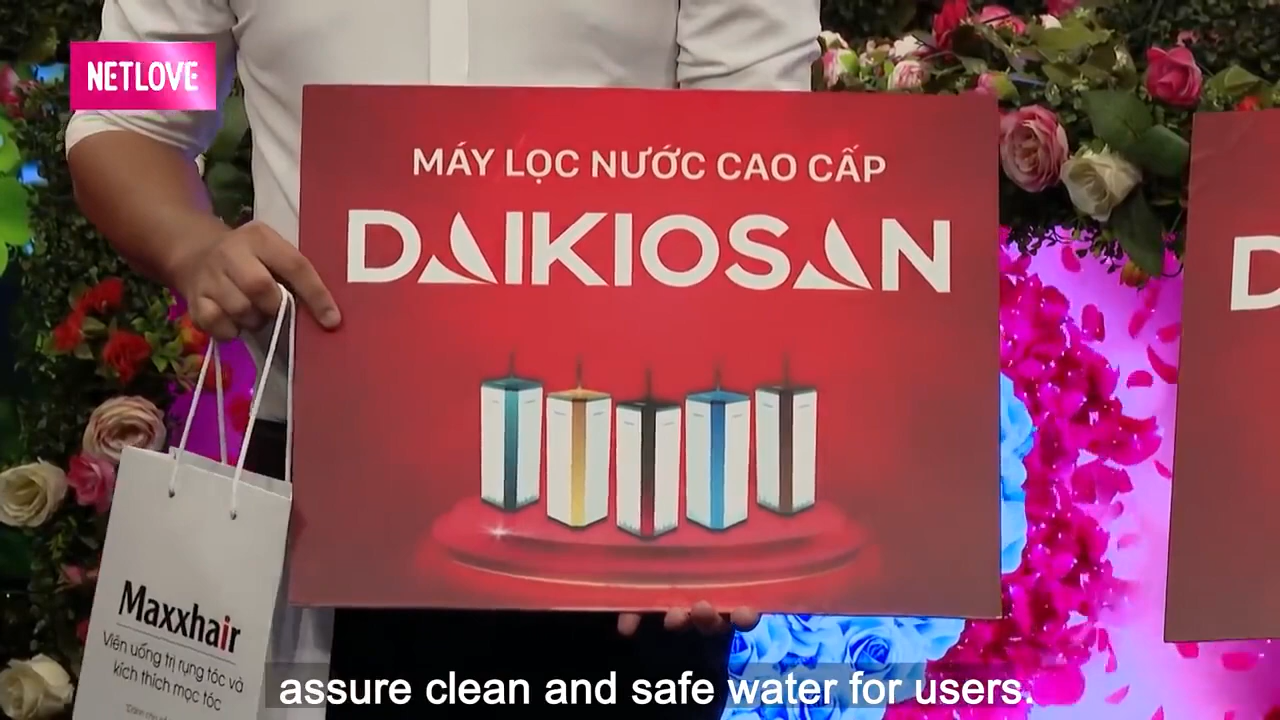 NETLOVE
MÁY LỌC NƯỚC CAO CẤP
DAIKIOSAN
D
Maxxhair
Viên uống trị rụng tóc và
kích thích mọc tóc
assure clean and safe water for users.